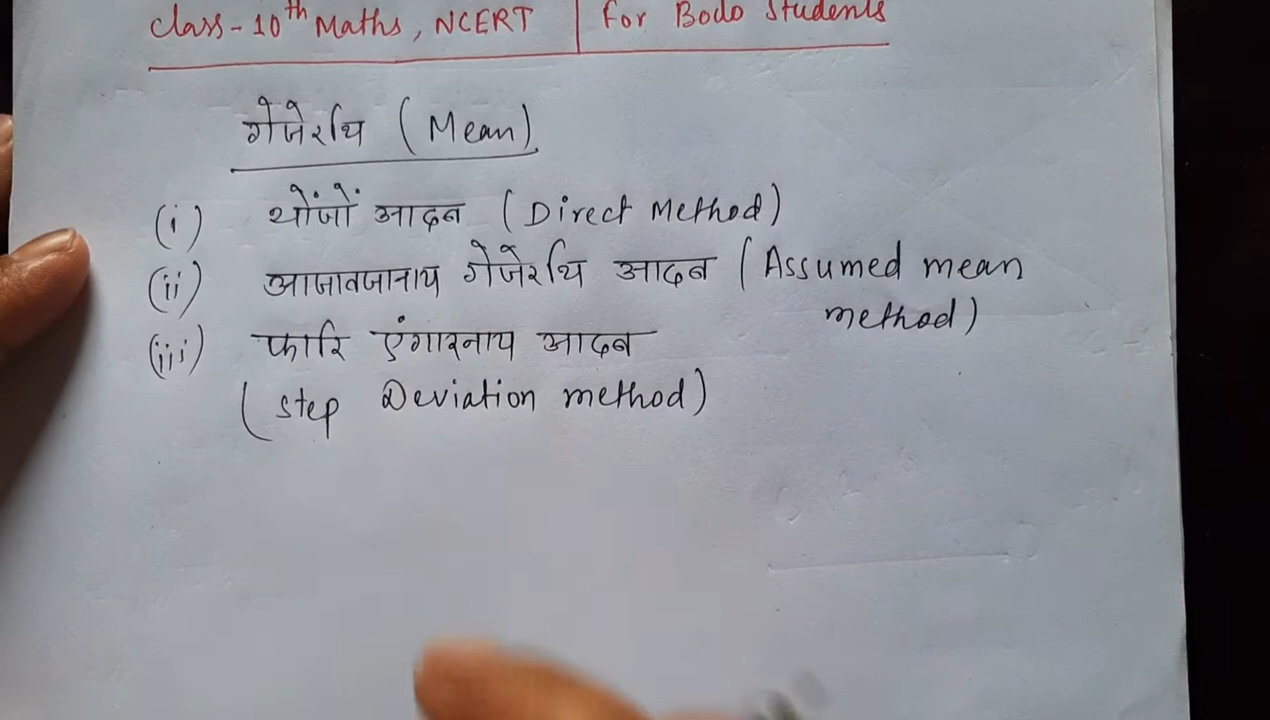 Class - 10th Maths, NCERT | For Bodo Students
गेजेरथि (Mean)
(i) थोंजों आदब (Direct Method)
(ii) आजावजानाय गेजेरथि आदब (Assumed mean
method)
(iii) फारि एंगारनाय आदब
(Step Deviation method)